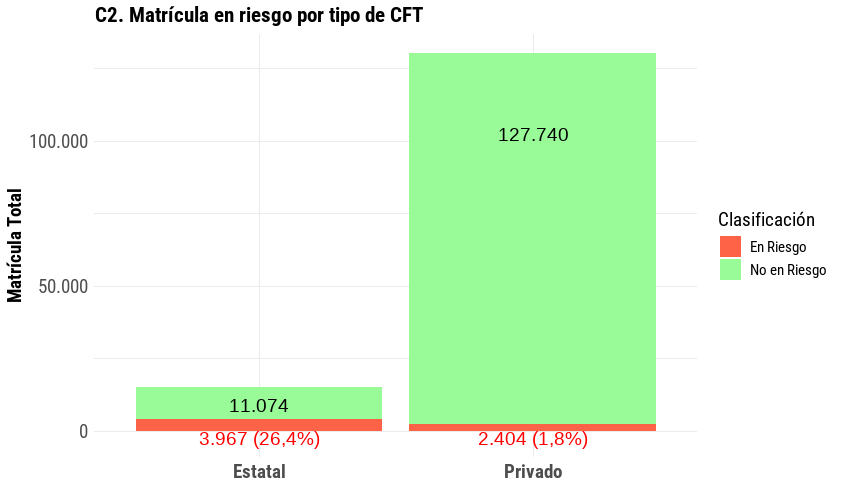 C2. Matrícula en riesgo por tipo de CFT
Matrícula Total
100.000
50.000
0
127.740
11.074
3.967 (26,4%)
2.404 (1,8%)
Estatal
Privado
Clasificación
En Riesgo
No en Riesgo